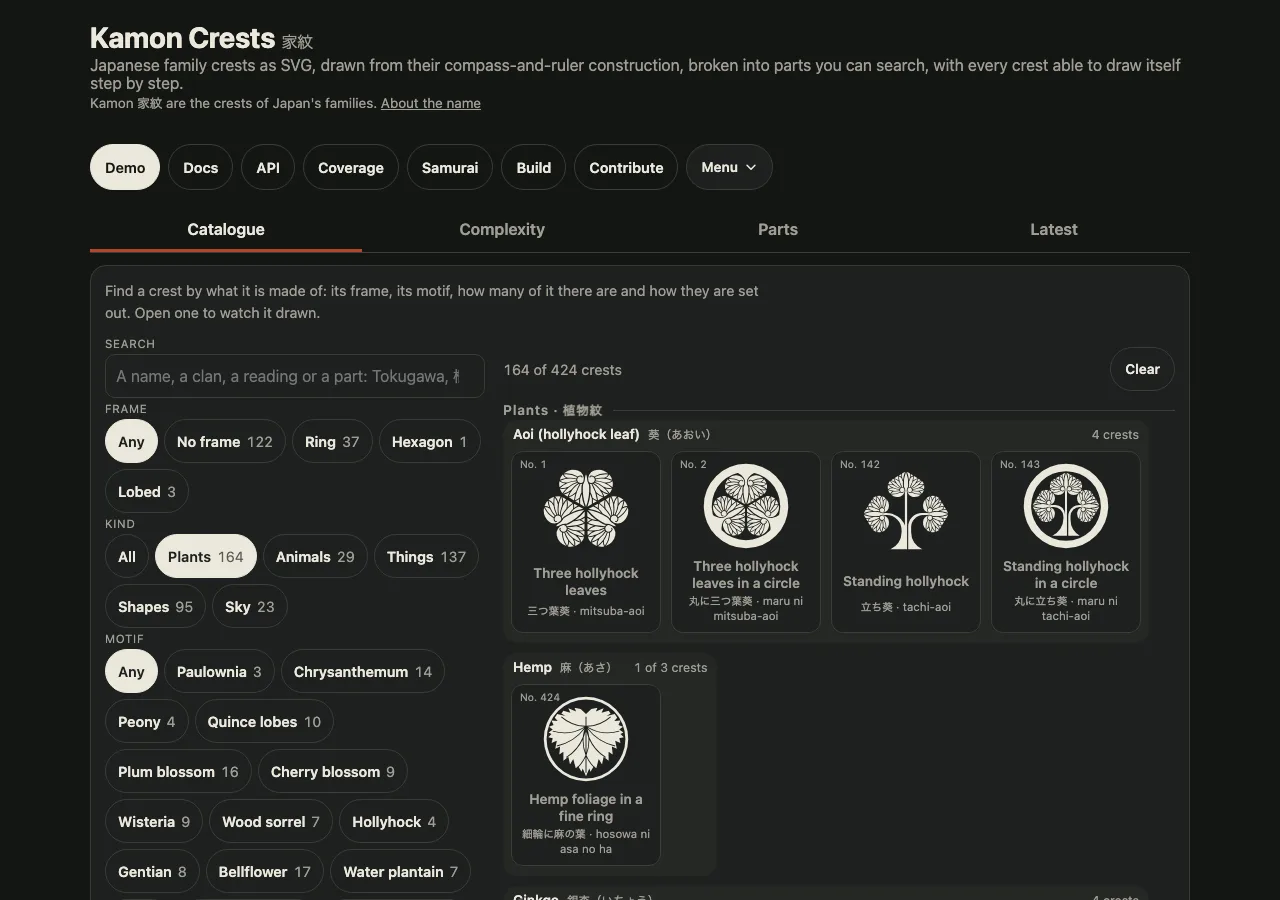 Kamon Crests 家紋
Japanese family crests as SVG, drawn from their compass-and-ruler construction, broken into parts you can search, with every crest able to draw itself
step by step.
Kamon 家紋 are the crests of Japan's families. About the name
Demo
Docs
API
Coverage
Samurai
Build
Contribute
Menu
Catalogue
Complexity
Parts
Latest
Find a crest by what it is made of: its frame, its motif, how many of it there are and how they are set
out. Open one to watch it drawn.
SEARCH
A name, a clan, a reading or a part: Tokugawa,
FRAME
Any
No frame 122
Ring 37
Hexagon 1
Lobed 3
KIND
All
Plants 164
Animals 29
Things 137
Shapes 95
Sky 23
MOTIF
Any
Paulownia 3
Chrysanthemum 14
Peony 4
Quince lobes 10
Plum blossom 16
Cherry blossom 9
Wisteria 9
Wood sorrel 7
Hollyhock 4
Gentian 8
Bellflower 17
Water plantain 7
164 of 424 crests
Clear
Plants · 植物紋
Aoi (hollyhock leaf) 葵（あおい）
4 crests
No. 1
Three hollyhock
leaves
三つ葉葵 · mitsuba-aoi
No. 2
Three hollyhock
leaves in a circle
丸に三つ葉葵 · maru ni
mitsuba-aoi
No. 142
Standing hollyhock
立ち葵 · tachi-aoi
No. 143
Standing hollyhock
in a circle
丸に立ち葵 · maru ni
tachi-aoi
Hemp 麻（あさ）
1 of 3 crests
No. 424
Hemp foliage in a
fine ring
細輪に麻の葉 · hosowa ni
asa no ha
Ginkgo 銀杏（いちょう）
4 crests